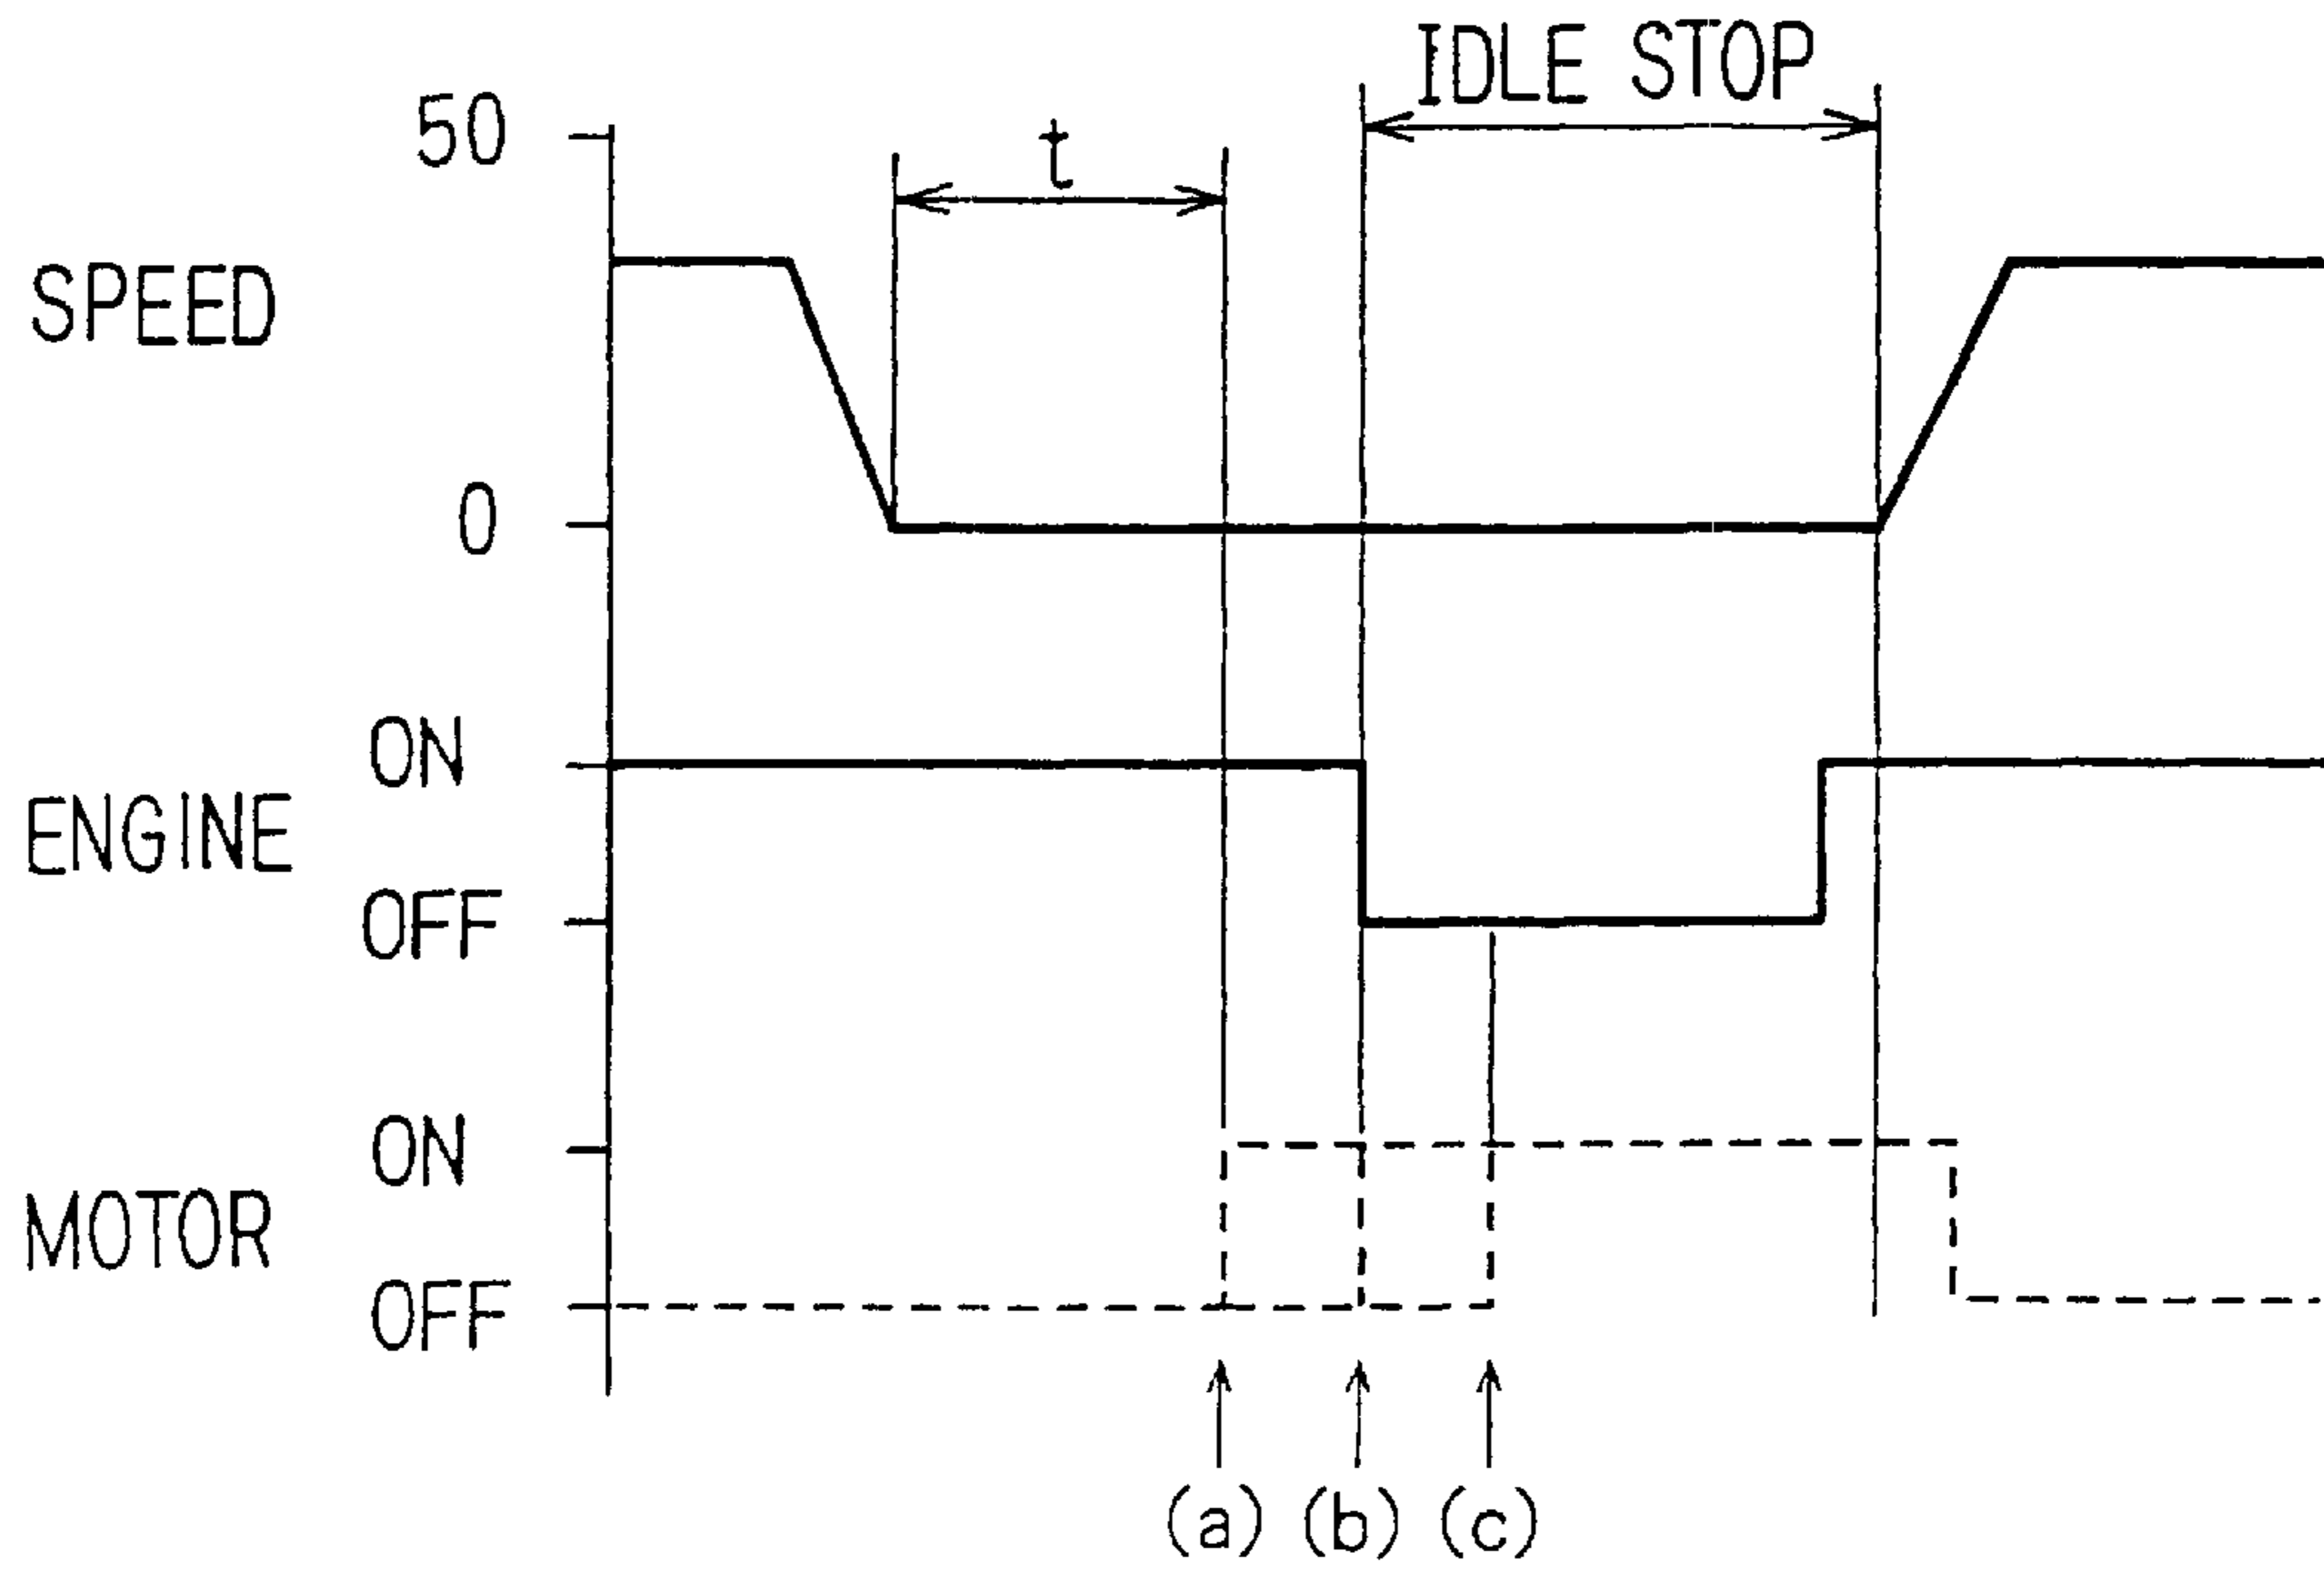 IDLE STOP
50
t
SPEED
0
ON
ENGINE
OFF
ON
MOTOR
OFF
(a) (b) (c)